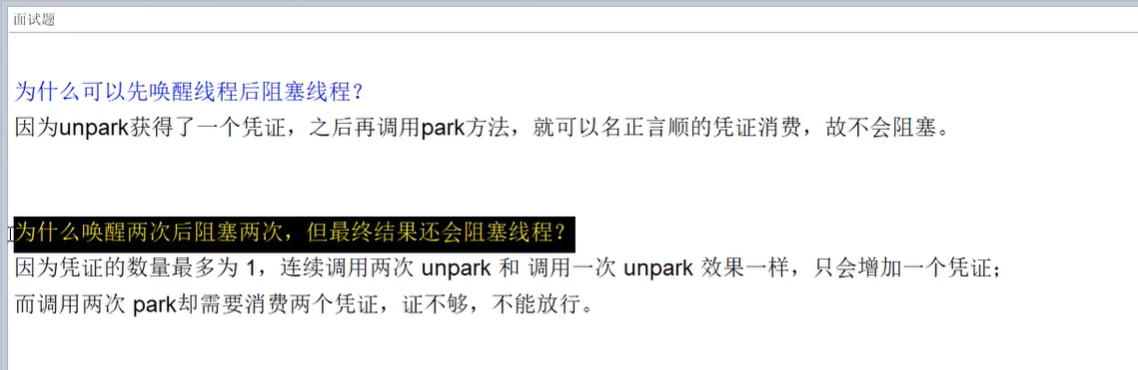 面试题
为什么可以先唤醒线程后阻塞线程？
因为unpark获得了一个凭证，之后再调用park方法，就可以名正言顺的凭证消费，故不会阻塞。
为什么唤醒两次后阻塞两次，但最终结果还会阻塞线程？
因为凭证的数量最多为 1，连续调用两次 unpark 和 调用一次 unpark 效果一样，只会增加一个凭证；
而调用两次 park却需要消费两个凭证，证不够，不能放行。